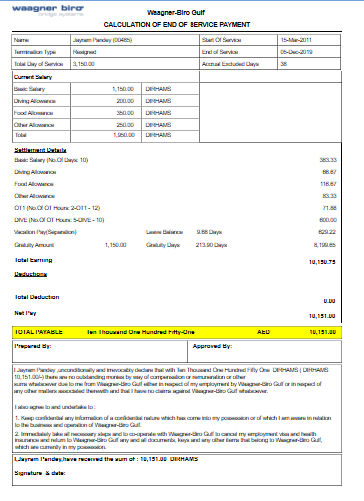 waagner biro
bridge systems
Waagner-Biro Gulf
CALCULATION OF END OF SERVICE PAYMENT
Name Jayram Pandey (00465) Start Of Service 15-Mar-2011
Termination Type Resigned End of Service 05-Dec-2019
Total Day of Service 3,150.00 Accrual Excluded Days 38
Current Salary
Basic Salary 1,150.00 DIRHAMS
Diving Allowance 200.00 DIRHAMS
Food Allowance 350.00 DIRHAMS
Other Allowance 250.00 DIRHAMS
Total 1,950.00 DIRHAMS
Settlement Details
Basic Salary (No.Of Days: 10) 383.33
Diving Allowance 66.67
Food Allowance 116.67
Other Allowance 83.33
OT1 (No.Of OT Hours: 2-OT1 - 12) 71.88
DIVE (No.Of OT Hours: 5-DIVE - 10) 600.00
Vacation Pay(Separation) Leave Balance 9.68 Days 629.22
Gratuity Amount 1,150.00 Gratuity Days 213.90 Days 8,199.65
Total Earning 10,150.75
Deductions
Total Deduction 0.00
Net Pay 10,151.00
TOTAL PAYABLE Ten Thousand One Hundred Fifty-One AED 10,151.00
Prepared By: Approved By:
I Jayram Pandey ,unconditionally and irrevocably declare that with Ten Thousand One Hundred Fifty One DIRHAMS ( DIRHAMS
10,151.00/-) there are no outstanding monies by way of compensation or remuneration or other
sums whatsoever due to me from Waagner-Biro Gulf either in respect of my employment by Waagner-Biro Gulf or in respect of
any other matters associated therewith and that I have no claims against Waagner-Biro Gulf whatsoever.
I also agree to and undertake to :
1. Keep confidential any information of a confidential nature which has come into my possession or of which I am aware in relation
to the business and operation of Waagner-Biro Gulf.
2. Immediately take all necessary steps and to co-operate with Waagner-Biro Gulf to cancel my employment visa and health
insurance and return to Waagner-Biro Gulf any and all documents, keys and any other items that belong to Waagner-Biro Gulf,
which are currently in my possession.
I,Jayram Pandey,have received the sum of : 10,151.00 DIRHAMS
Signature & date: